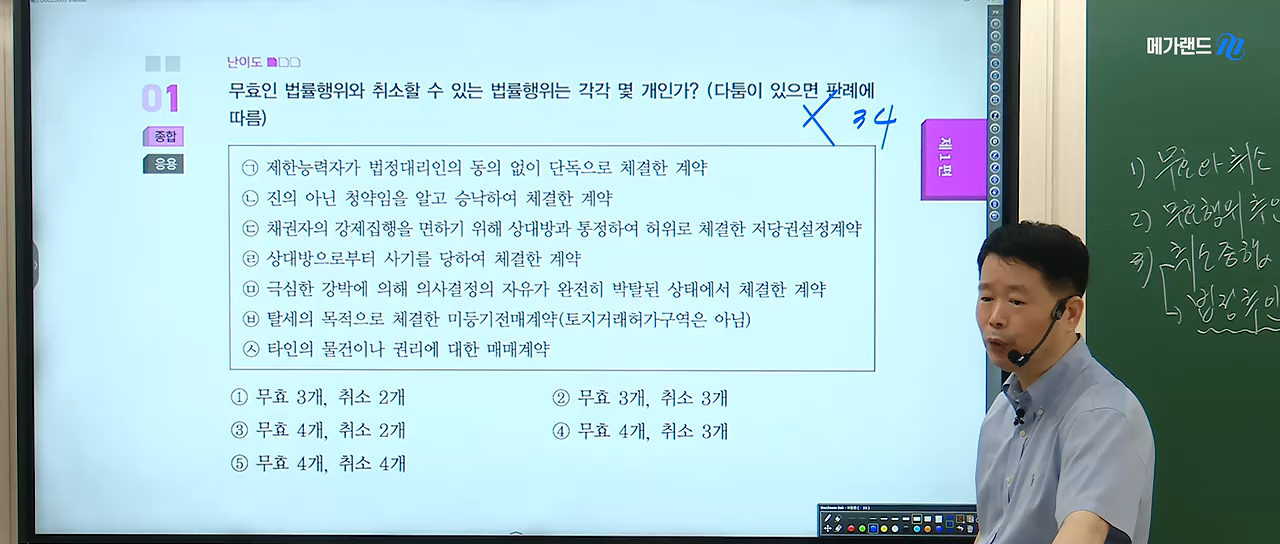 메가랜드
난이도
01
종합
응용
무효인 법률행위와 취소할 수 있는 법률행위는 각각 몇 개인가? (다툼이 있으면 판례에
따름)
34
㉠ 제한능력자가 법정대리인의 동의 없이 단독으로 체결한 계약
㉡ 진의 아닌 청약임을 알고 승낙하여 체결한 계약
㉢ 채권자의 강제집행을 면하기 위해 상대방과 통정하여 허위로 체결한 저당권설정계약
㉣ 상대방으로부터 사기를 당하여 체결한 계약
㉤ 극심한 강박에 의해 의사결정의 자유가 완전히 박탈된 상태에서 체결한 계약
㉥ 탈세의 목적으로 체결한 미등기전매계약(토지거래허가구역은 아님)
㉦ 타인의 물건이나 권리에 대한 매매계약
① 무효 3개, 취소 2개
② 무효 3개, 취소 3개
③ 무효 4개, 취소 2개
④ 무효 4개, 취소 3개
⑤ 무효 4개, 취소 4개
제1편
1) 무효와 취소
2) 무효행위 추인
3) 취소
법정추인